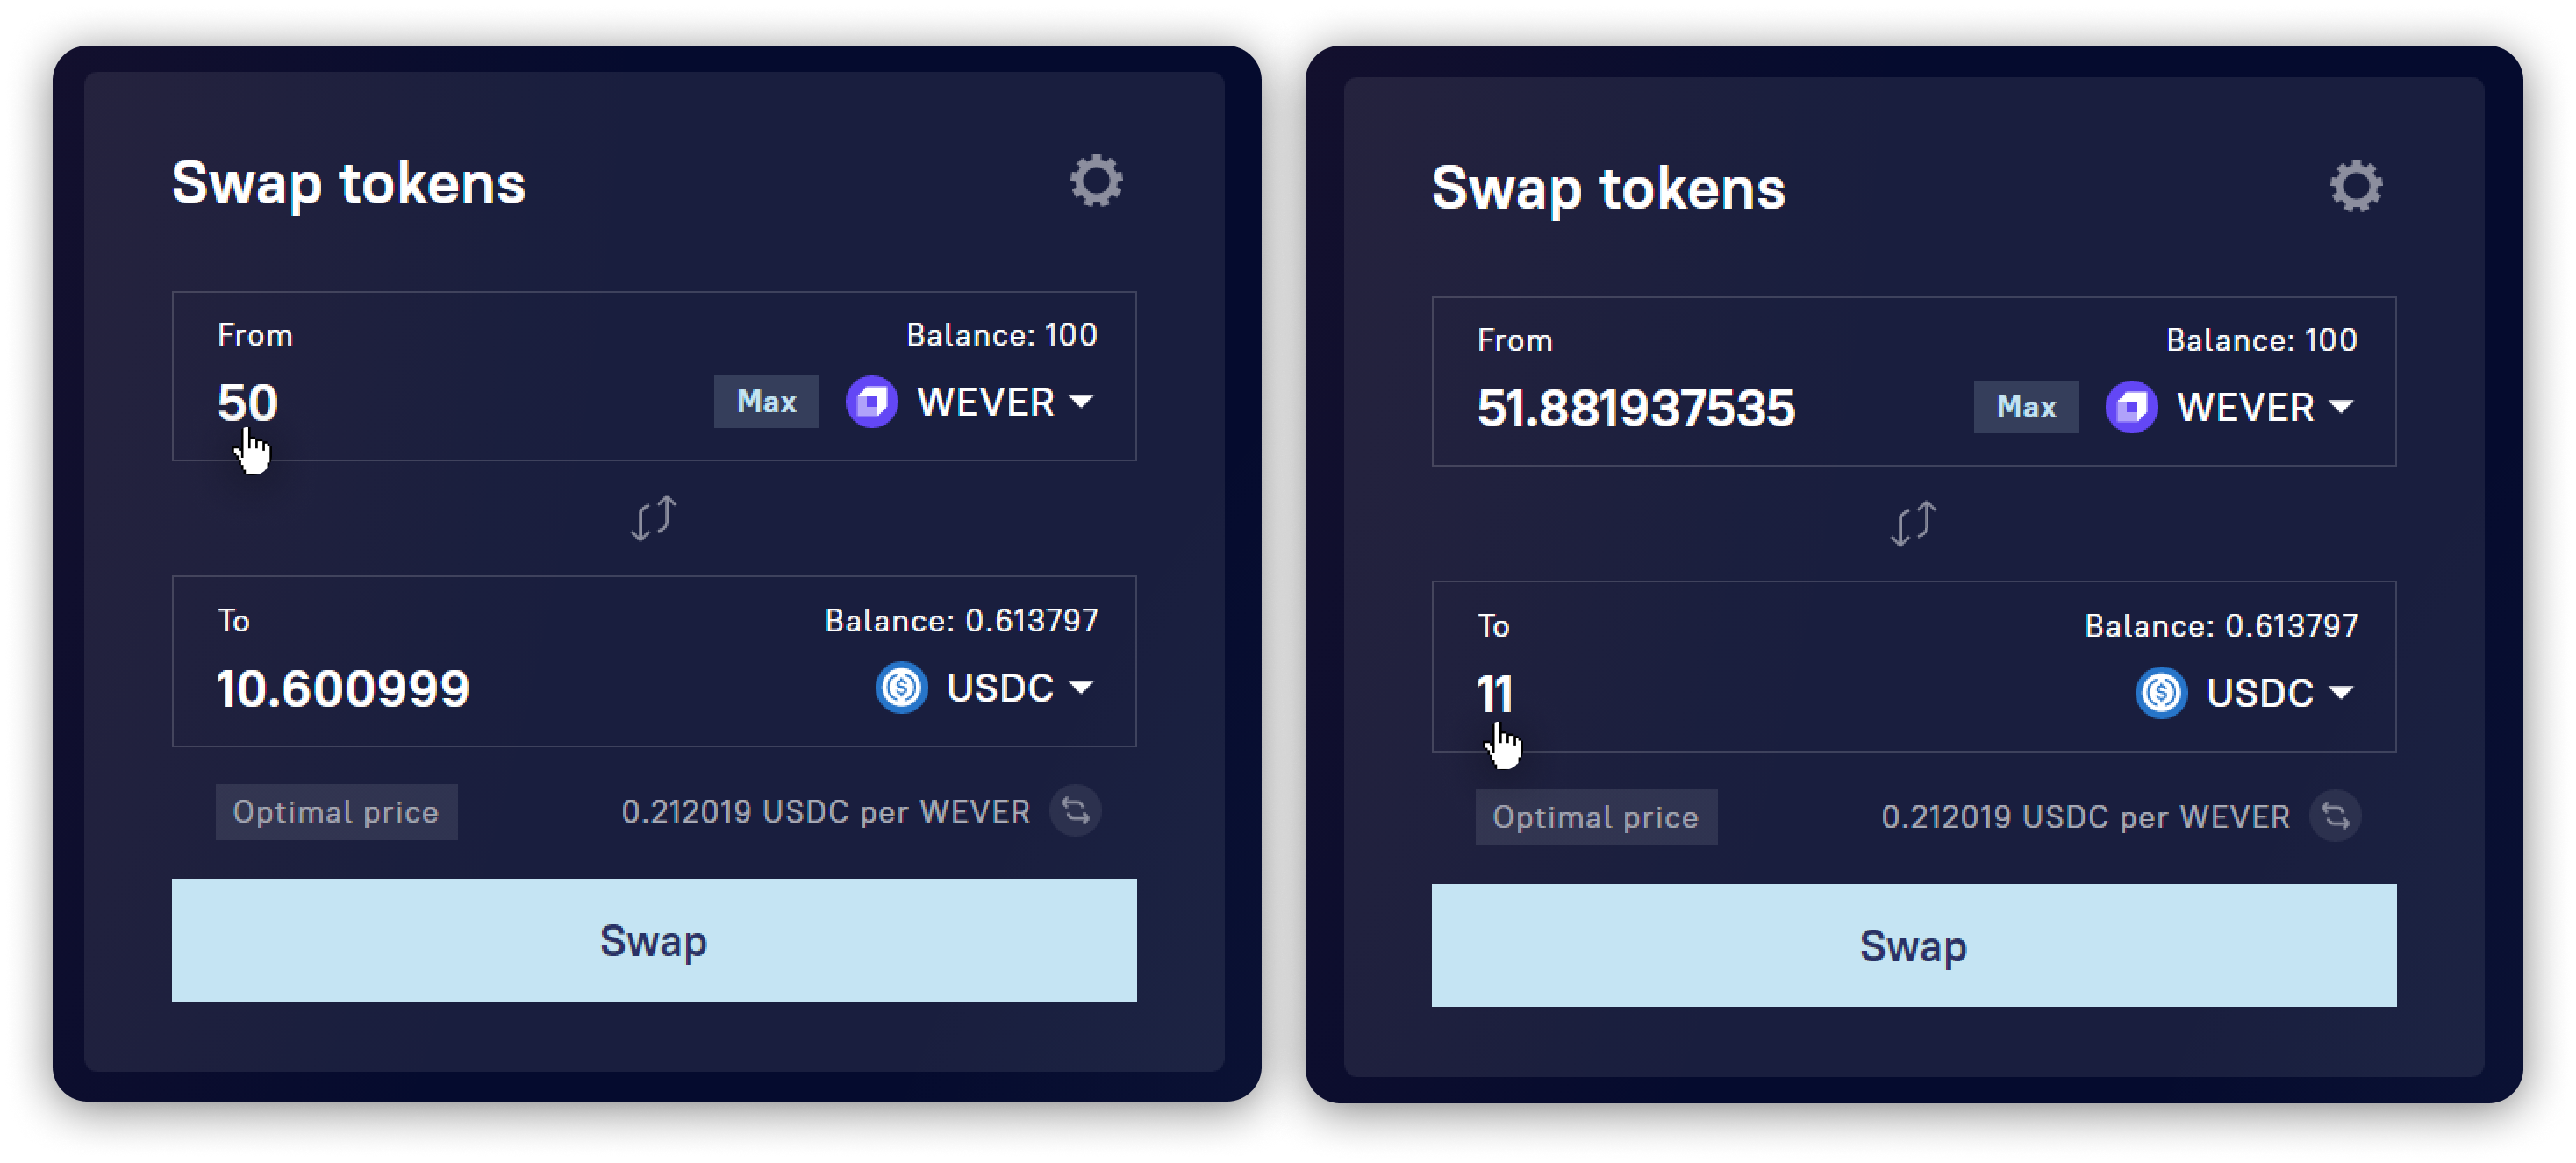 Swap tokens
From
Balance: 100
50
Max
WEVER
To
Balance: 0.613797
10.600999
USDC
Optimal price
0.212019 USDC per WEVER
Swap
Swap tokens
From
Balance: 100
51.881937535
Max
WEVER
To
Balance: 0.613797
11
USDC
Optimal price
0.212019 USDC per WEVER
Swap